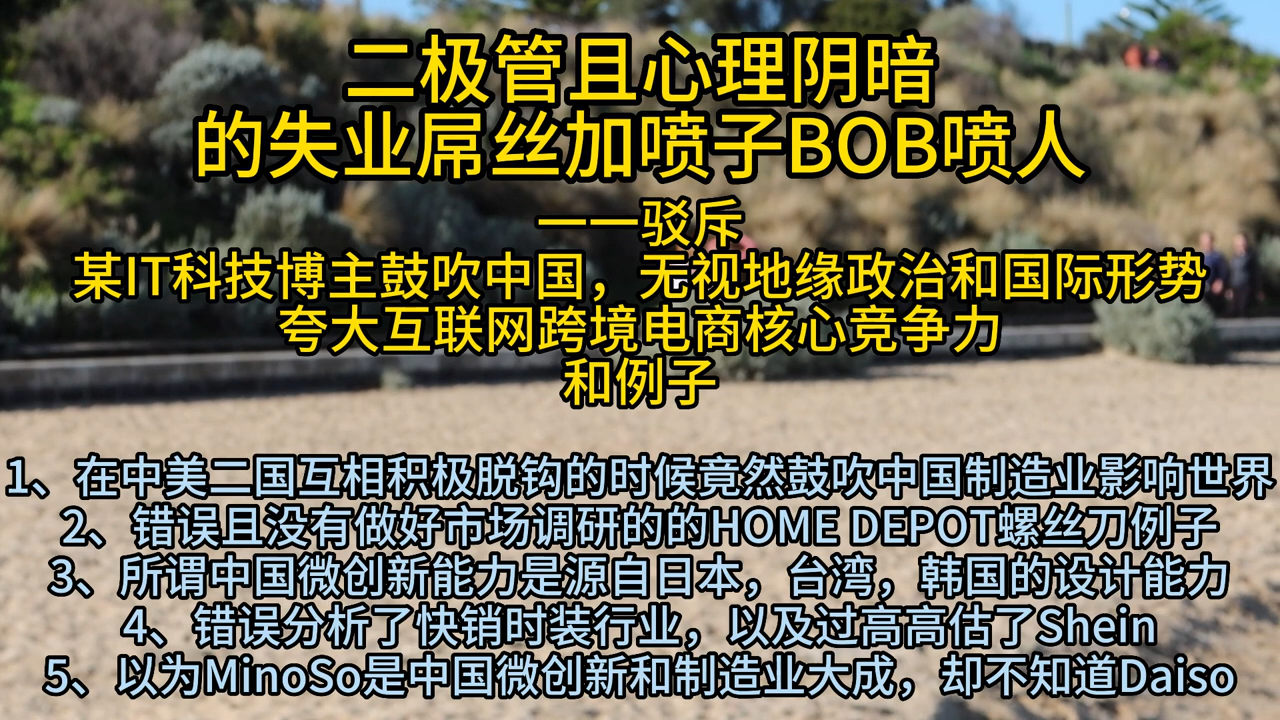 二极管且心理阴暗
的失业屌丝加喷子BOB喷人
一一驳斥
某IT科技博主鼓吹中国，无视地缘政治和国际形势
夸大互联网跨境电商核心竞争力
和例子
1、在中美二国互相积极脱钩的时候竟然鼓吹中国制造业影响世界
2、错误且没有做好市场调研的的HOME DEPOT螺丝刀例子
3、所谓中国微创新能力是源自日本，台湾，韩国的设计能力
4、错误分析了快销时装行业，以及过高高估了Shein
5、以为MinoSo是中国微创新和制造业大成，却不知道Daiso